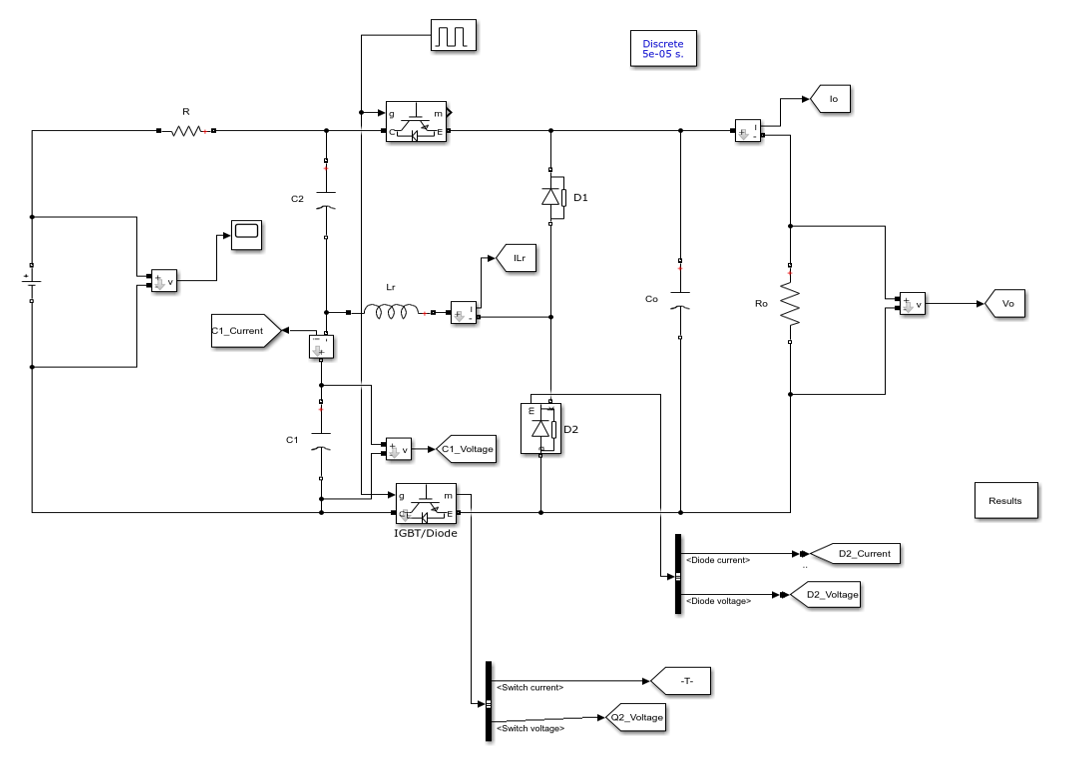 Discrete
5e-05 s.
Io
R
g
m
C
E
C2
D1
+
v
ILr
Lr
i
-
Co
Ro
+
v
Vo
C1_Current
C1
+
v
C1_Voltage
m
D2
g
m
E
IGBT/Diode
Results
<Diode current>
D2_Current
..
<Diode voltage>
D2_Voltage
<Switch current>
-T-
<Switch voltage>
Q2_Voltage